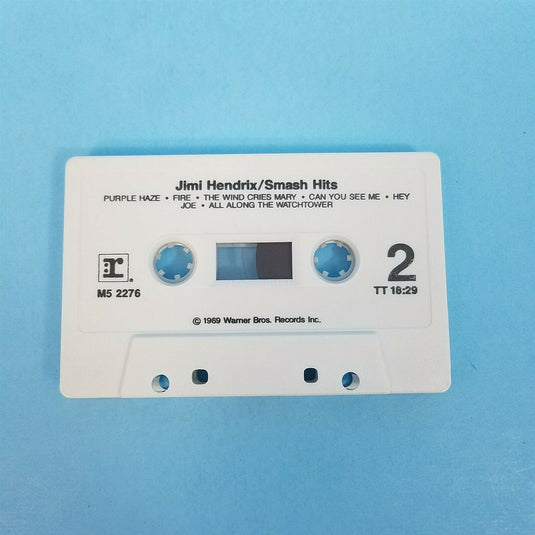 Jimi Hendrix/Smash Hits
PURPLE HAZE • FIRE • THE WIND CRIES MARY • CAN YOU SEE ME • HEY
JOE • ALL ALONG THE WATCHTOWER
:r.
M5 2276
2
TT 18:29
© 1969 Warner Bros. Records Inc.